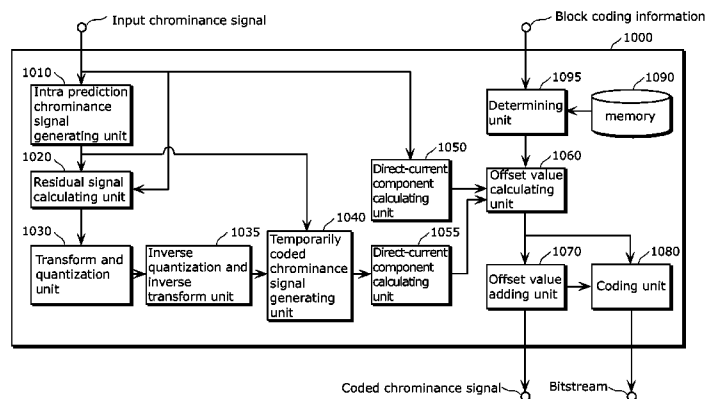 Input chrominance signal
Block coding information
1000
1010
Intra prediction
chrominance
signal
generating unit
1095
Determining
unit
1090
memory
1020
Residual signal
calculating unit
1050
Direct-current
component
calculating
unit
1060
Offset value
calculating
unit
1030
Transform and
quantization
unit
1035
Inverse
quantization and
inverse
transform unit
1040
Temporarily
coded
chrominance
signal
generating
unit
1055
Direct-current
component
calculating
unit
1070
Offset value
adding unit
1080
Coding unit
Coded chrominance signal
Bitstream